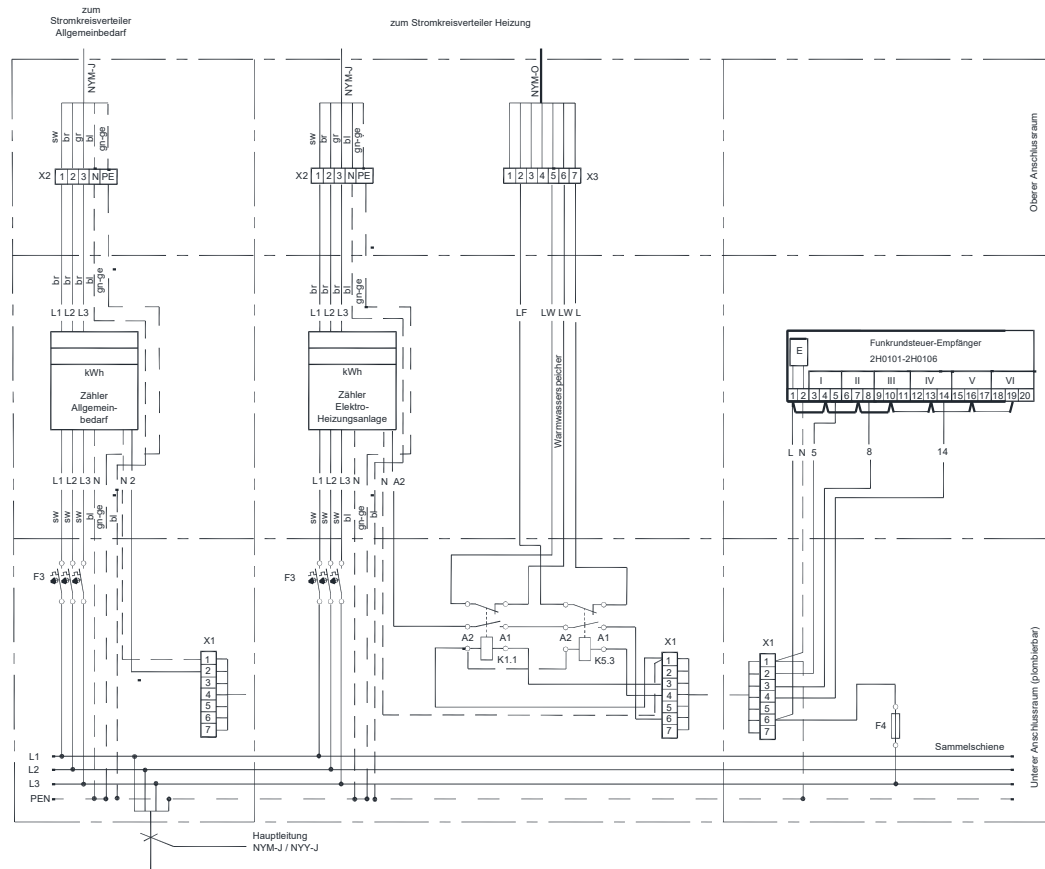 zum
Stromkreisverteiler
Allgemeinbedarf
zum Stromkreisverteiler Heizung
NYM-J
NYM-J
NYM-O
sw br gr bl gn-ge
sw br gr bl gn-ge
X2 1 2 3 N PE
X2 1 2 3 N PE
1 2 3 4 5 6 7 X3
Oberer Anschlussraum
br br br bl gn-ge
br br br bl gn-ge
L1 L2 L3
L1 L2 L3
LF LW LW L
kWh
Zähler
Allgemein-
bedarf
kWh
Zähler
Elektro-
Heizungsanlage
Warmwasserspeicher
E
Funkrundsteuer-Empfänger
2H0101-2H0106
I II III IV V VI
1 2 3 4 5 6 7 8 9 10 11 12 13 14 15 16 17 18 19 20
L N 5 8 14
L1 L2 L3 N N 2
L1 L2 L3 N N A2
sw sw sw bl gn-ge bl
sw sw sw bl gn-ge bl
F3
F3
A2 A1
K1.1
A2 A1
K5.3
X1
1
2
3
4
5
6
7
X1
1
2
3
4
5
6
7
X1
1
2
3
4
5
6
7
F4
Unterer Anschlussraum (plombierbar)
Sammelschiene
L1
L2
L3
PEN
Hauptleitung
NYM-J / NYY-J